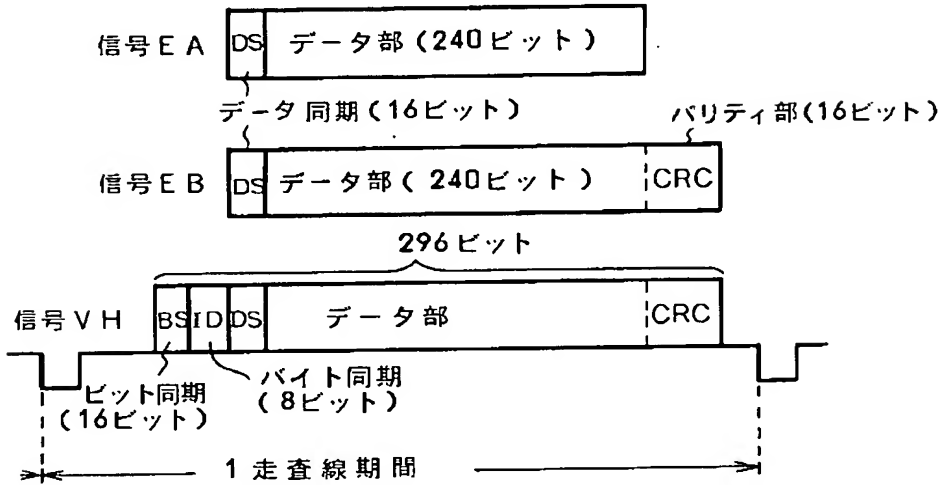 信号EA DS データ部(240ビット)
データ同期(16ビット) バリティ部(16ビット)
信号EB DS データ部(240ビット) CRC
296ビット
信号VH BS ID DS データ部 CRC
ビット同期 バイト同期
(16ビット) (8ビット)
1走査線期間